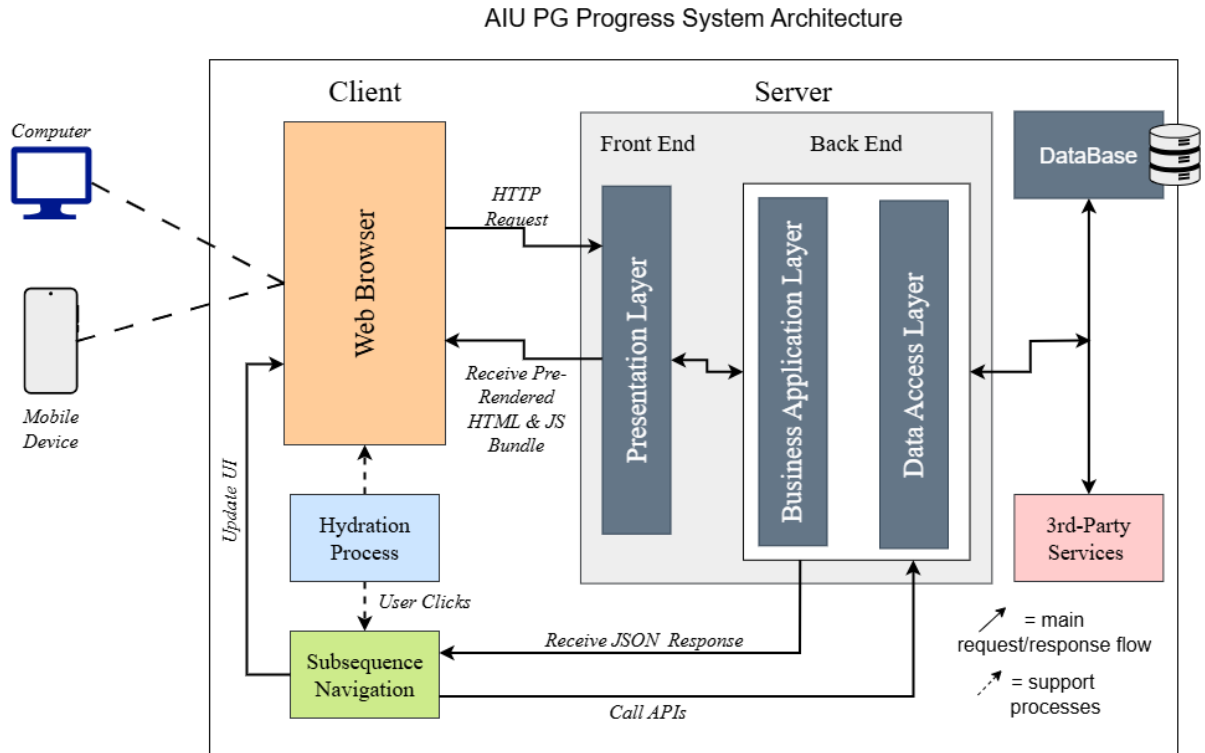 AIU PG Progress System Architecture
Client
Server
Computer
Mobile
Device
Web Browser
HTTP
Request
Receive Pre-
Rendered
HTML & JS
Bundle
Front End
Back End
Presentation Layer
Business Application Layer
Data Access Layer
DataBase
3rd-Party
Services
Update UI
Hydration
Process
User Clicks
Subsequence
Navigation
Receive JSON Response
Call APIs
= main
request/response flow
= support
processes